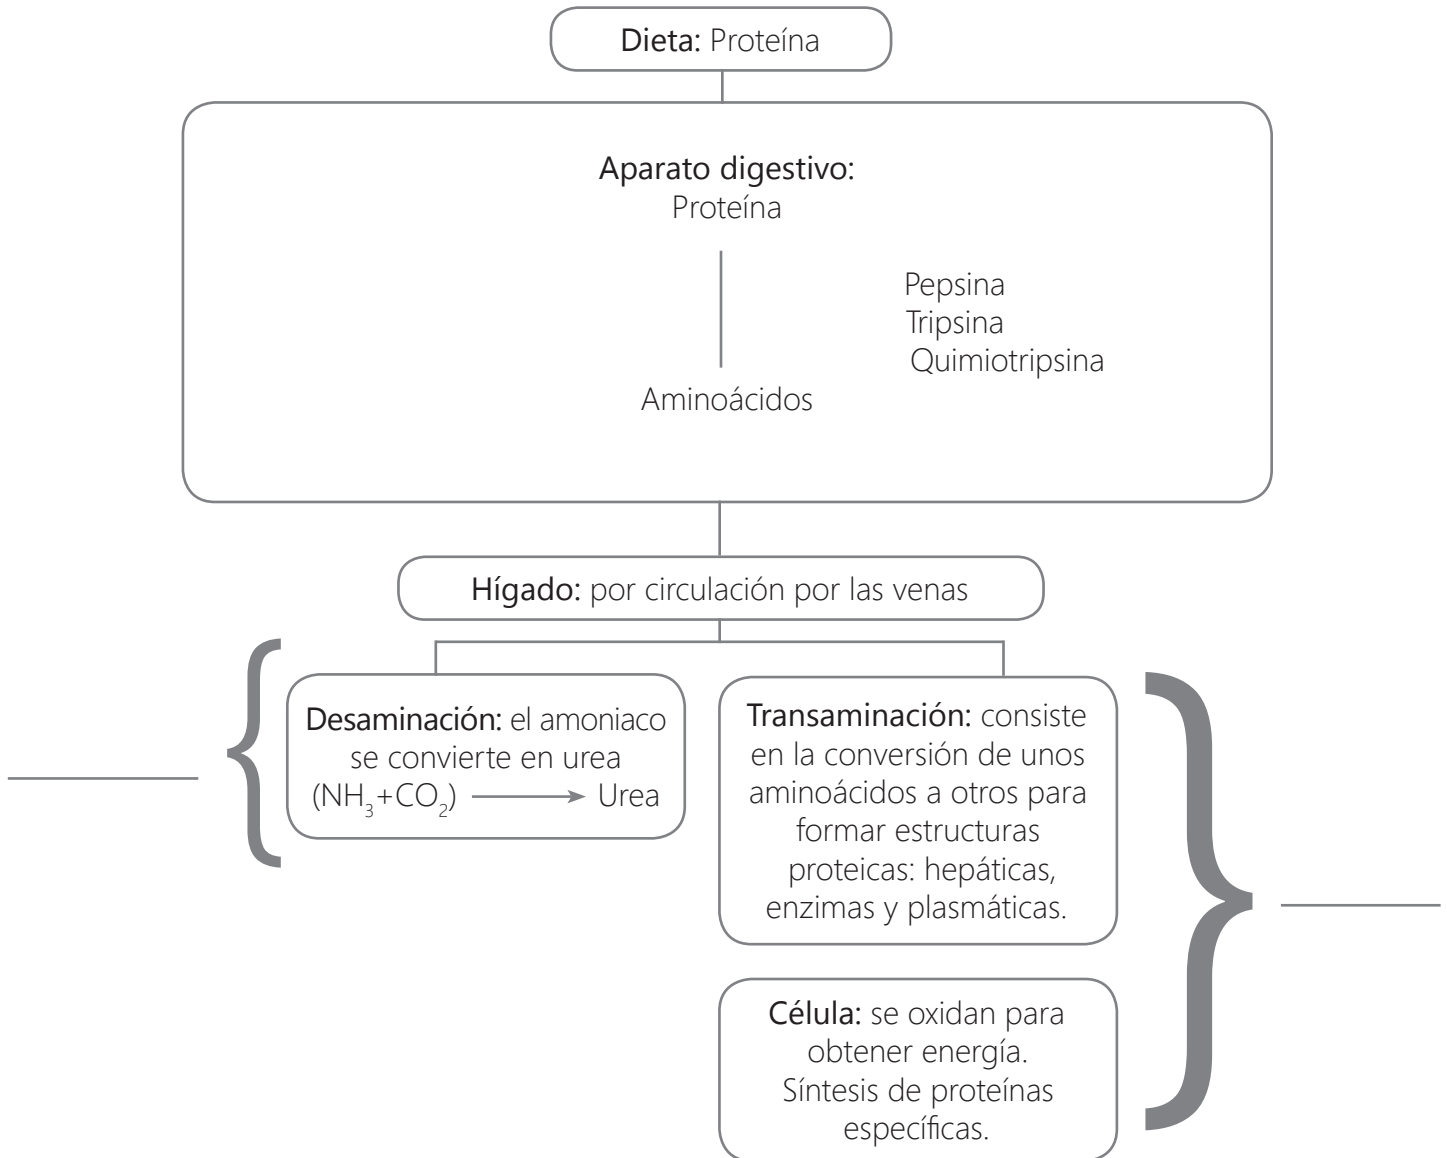 Dieta: Proteína
Aparato digestivo:
Proteína
Pepsina
Tripsina
Quimiotripsina
Aminoácidos
Hígado: por circulación por las venas
Desaminación: el amoniaco
se convierte en urea
(NH₃+CO₂) → Urea
Transaminación: consiste
en la conversión de unos
aminoácidos a otros para
formar estructuras
proteicas: hepáticas,
enzimas y plasmáticas.
Célula: se oxidan para
obtener energía.
Síntesis de proteínas
específicas.